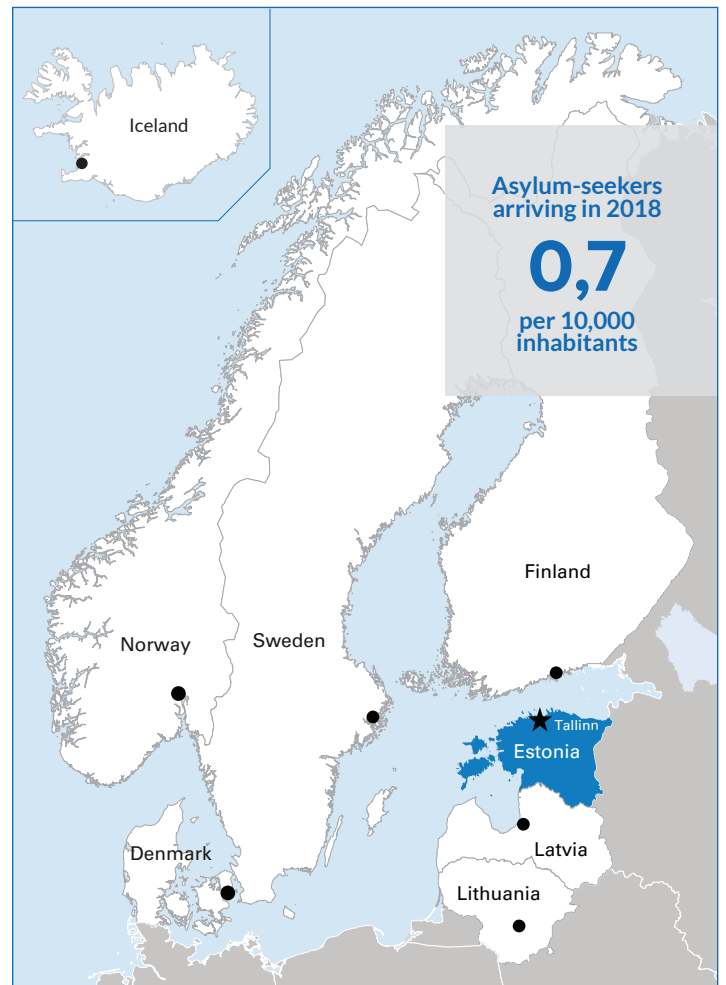 Iceland
Asylum-seekers
arriving in 2018
0,7
per 10,000
inhabitants
Finland
Norway
Sweden
Tallinn
Estonia
Denmark
Latvia
Lithuania